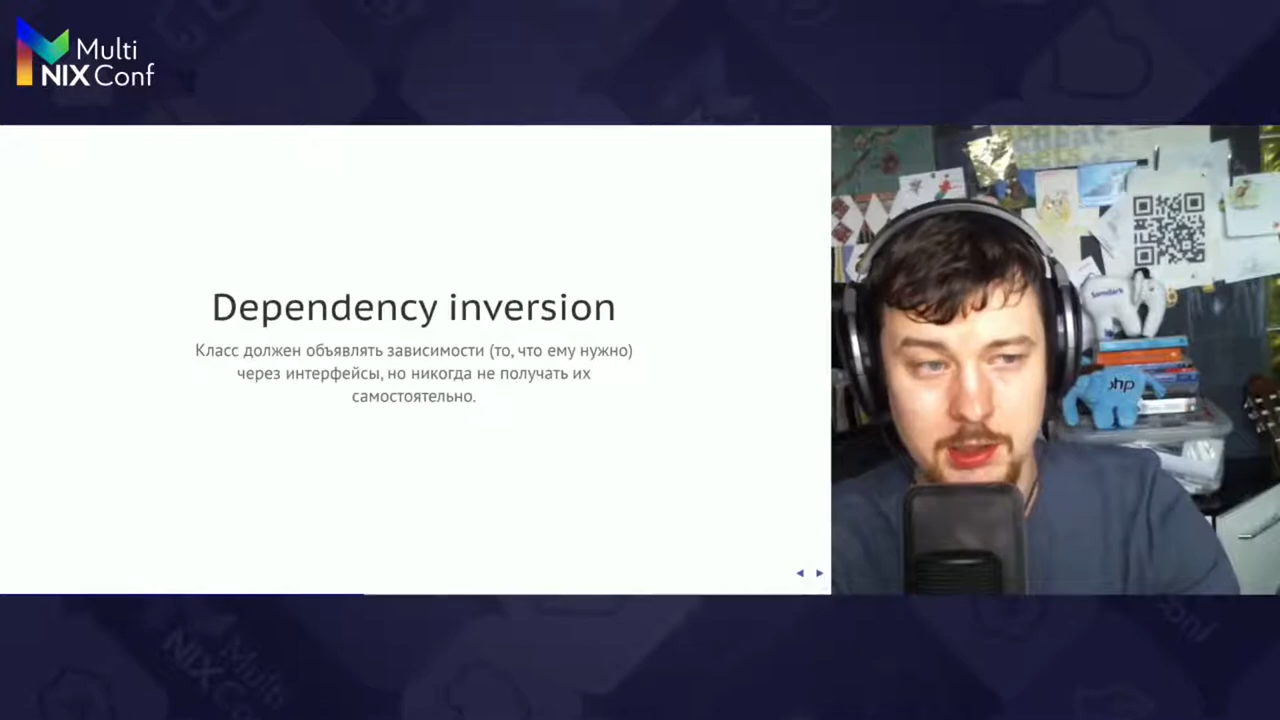 Multi
NIX Conf
Dependency inversion
Класс должен объявлять зависимости (то, что ему нужно)
через интерфейсы, но никогда не получать их
самостоятельно.
php